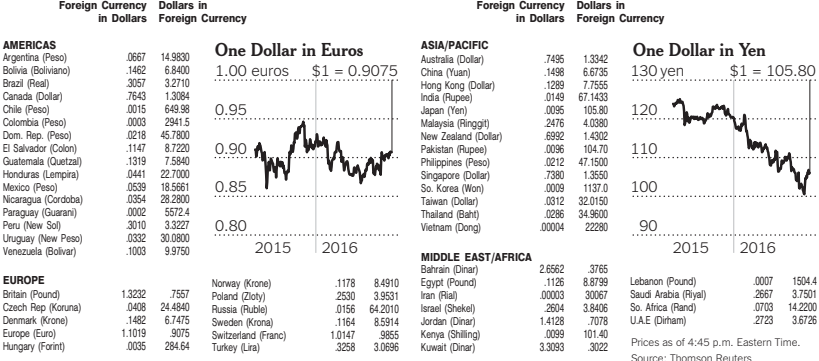 Foreign Currency Dollars in
in Dollars Foreign Currency
AMERICAS
Argentina (Peso) .0667 14.9830
Bolivia (Boliviano) .1462 6.8400
Brazil (Real) .3057 3.2710
Canada (Dollar) .7643 1.3084
Chile (Peso) .0015 649.98
Colombia (Peso) .0003 2941.5
Dom. Rep. (Peso) .0218 45.7800
El Salvador (Colon) .1147 8.7220
Guatemala (Quetzal) .1319 7.5840
Honduras (Lempira) .0441 22.7000
Mexico (Peso) .0539 18.5661
Nicaragua (Cordoba) .0354 28.2800
Paraguay (Guarani) .0002 5572.4
Peru (New Sol) .3010 3.3227
Uruguay (New Peso) .0332 30.0800
Venezuela (Bolivar) .1003 9.9750
EUROPE
Britain (Pound) 1.3232 .7557
Czech Rep (Koruna) .0408 24.4840
Denmark (Krone) .1482 6.7475
Europe (Euro) 1.1019 .9075
Hungary (Forint) .0035 284.64
One Dollar in Euros
1.00 euros $1 = 0.9075
0.95
0.90
0.85
0.80
2015 2016
Norway (Krone) .1178 8.4910
Poland (Zloty) .2530 3.9531
Russia (Ruble) .0156 64.2010
Sweden (Krona) .1164 8.5914
Switzerland (Franc) 1.0147 .9855
Turkey (Lira) .3258 3.0696
Foreign Currency Dollars in
in Dollars Foreign Currency
ASIA/PACIFIC
Australia (Dollar) .7495 1.3342
China (Yuan) .1498 6.6735
Hong Kong (Dollar) .1289 7.7555
India (Rupee) .0149 67.1433
Japan (Yen) .0095 105.80
Malaysia (Ringgit) .2476 4.0380
New Zealand (Dollar) .6992 1.4302
Pakistan (Rupee) .0096 104.70
Philippines (Peso) .0212 47.1500
Singapore (Dollar) .7380 1.3550
So. Korea (Won) .0009 1137.0
Taiwan (Dollar) .0312 32.0150
Thailand (Baht) .0286 34.9600
Vietnam (Dong) .00004 22280
MIDDLE EAST/AFRICA
Bahrain (Dinar) 2.6562 .3765
Egypt (Pound) .1126 8.8799
Iran (Rial) .00003 30067
Israel (Shekel) .2604 3.8406
Jordan (Dinar) 1.4128 .7078
Kenya (Shilling) .0099 101.40
Kuwait (Dinar) 3.3093 .3022
One Dollar in Yen
130 yen $1 = 105.80
120
110
100
90
2015 2016
Lebanon (Pound) .0007 1504.4
Saudi Arabia (Riyal) .2667 3.7501
So. Africa (Rand) .0703 14.2200
U.A.E (Dirham) .2723 3.6726
Prices as of 4:45 p.m. Eastern Time.
Source: Thomson Reuters